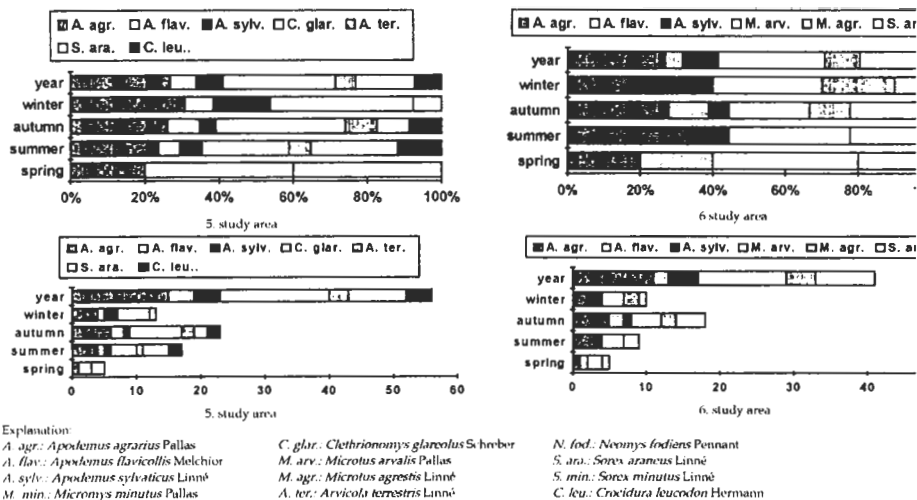 A. agr. A. flav. A. sylv. C. glar. A. ter.
S. ara. C. leu..
year
winter
autumn
summer
spring
0% 20% 40% 60% 80% 100%
5. study area
A. agr. A. flav. A. sylv. M. arv. M. agr. S. ar
year
winter
autumn
summer
spring
0% 20% 40% 60% 80%
6 study area
A. agr. A. flav. A. sylv. C. glar. A. ter.
S. ara. C. leu..
year
winter
autumn
summer
spring
0 10 20 30 40 50 60
5. study area
A. agr. A. flav. A. sylv. M. arv. M. agr. S. ar
year
winter
autumn
summer
spring
0 10 20 30 40
6. study area
Explanation:
A. agr.: Apodemus agrarius Pallas
A. flav.: Apodemus flavicollis Melchior
A. sylv.: Apodemus sylvaticus Linné
M. min.: Micromys minutus Pallas
C. glar.: Clethrionomys glareolus Schreber
M. arv.: Microtus arvalis Pallas
M. agr.: Microtus agrestis Linné
A. ter.: Arvicola terrestris Linné
N. fod.: Neomys fodiens Pennant
S. ara.: Sorex araneus Linné
S. min.: Sorex minutus Linné
C. leu.: Crocidura leucodon Hermann